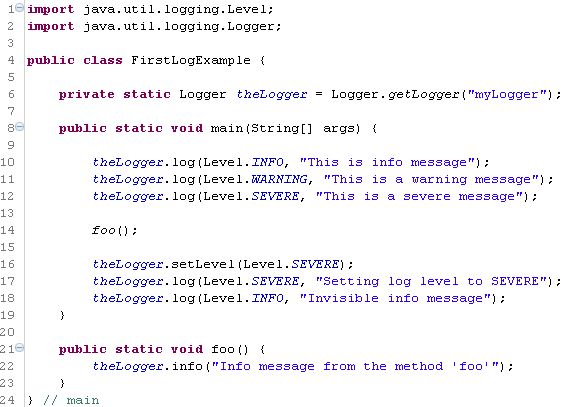 1 import java.util.logging.Level;
2 import java.util.logging.Logger;
3
4 public class FirstLogExample {
5
6     private static Logger theLogger = Logger.getLogger("myLogger");
7
8     public static void main(String[] args) {
9
10         theLogger.log(Level.INFO, "This is info message");
11         theLogger.log(Level.WARNING, "This is a warning message");
12         theLogger.log(Level.SEVERE, "This is a severe message");
13
14         foo();
15
16         theLogger.setLevel(Level.SEVERE);
17         theLogger.log(Level.SEVERE, "Setting log level to SEVERE");
18         theLogger.log(Level.INFO, "Invisible info message");
19     }
20
21     public static void foo() {
22         theLogger.info("Info message from the method 'foo'");
23     }
24 } // main